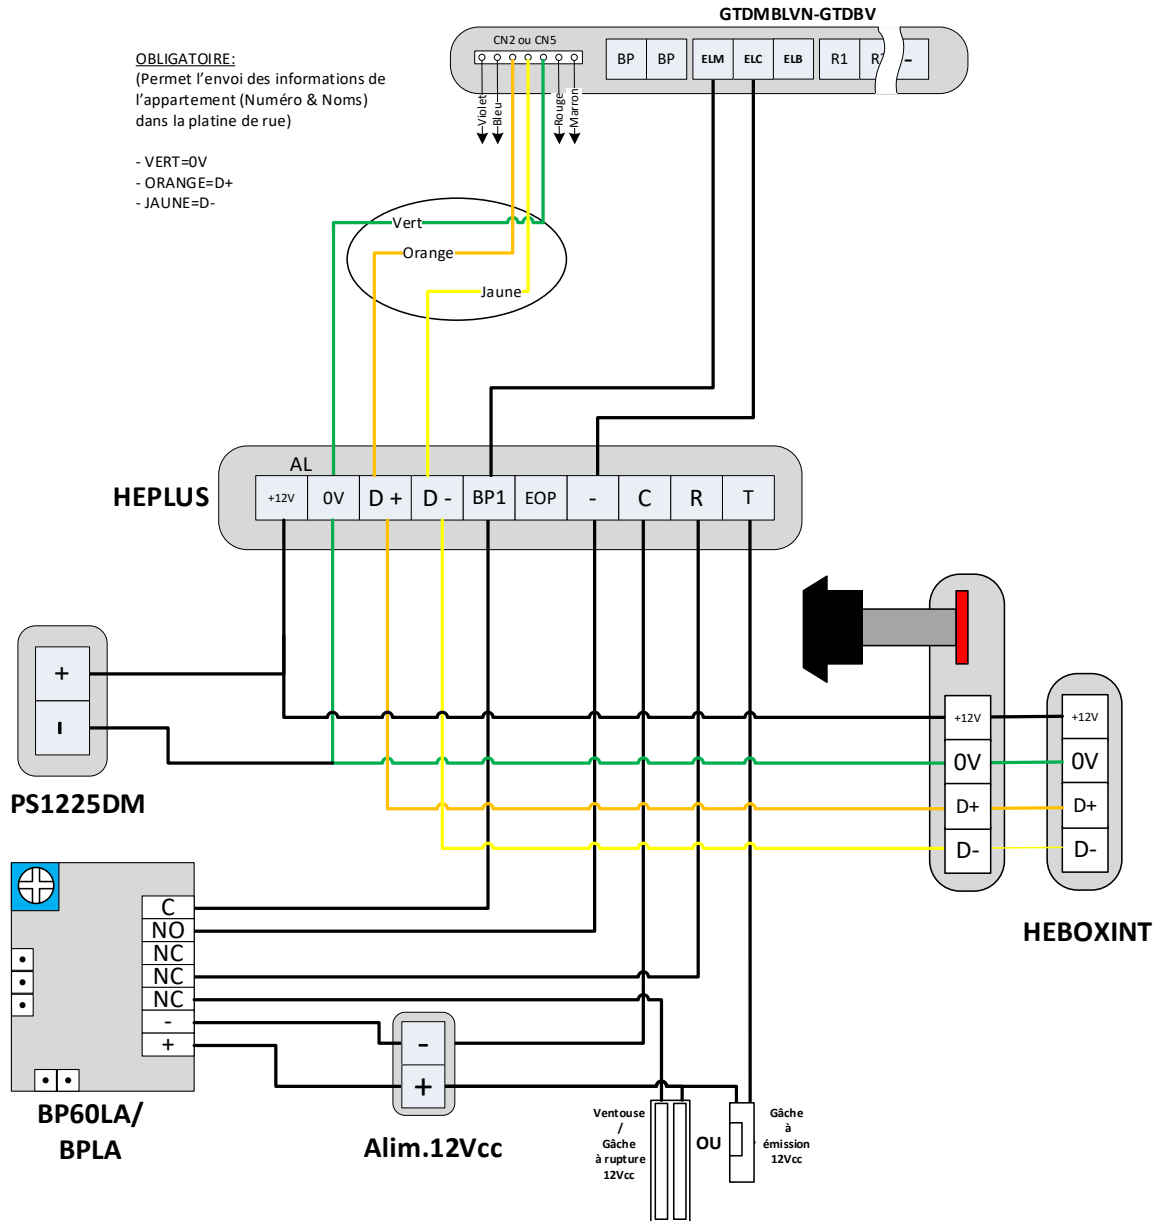 GTDMBLVN-GTDBV
OBLIGATOIRE:
(Permet l'envoi des informations de
l'appartement (Numéro & Noms)
dans la platine de rue)
- VERT=0V
- ORANGE=D+
- JAUNE=D-
CN2 ou CN5
BP BP ELM ELC ELB R1 -
Violet
Bleu
Rouge
Marron
Vert
Orange
Jaune
HEPLUS
AL
+12V 0V D+ D- BP1 EOP - C R T
+
-
PS1225DM
+12V
0V
D+
D-
+12V
0V
D+
D-
HEBOXINT
C
NO
NC
NC
NC
-
+
BP60LA/
BPLA
-
+
Alim.12Vcc
Ventouse
/
Gâche
à rupture
12Vcc
OU
Gâche
à
émission
12Vcc